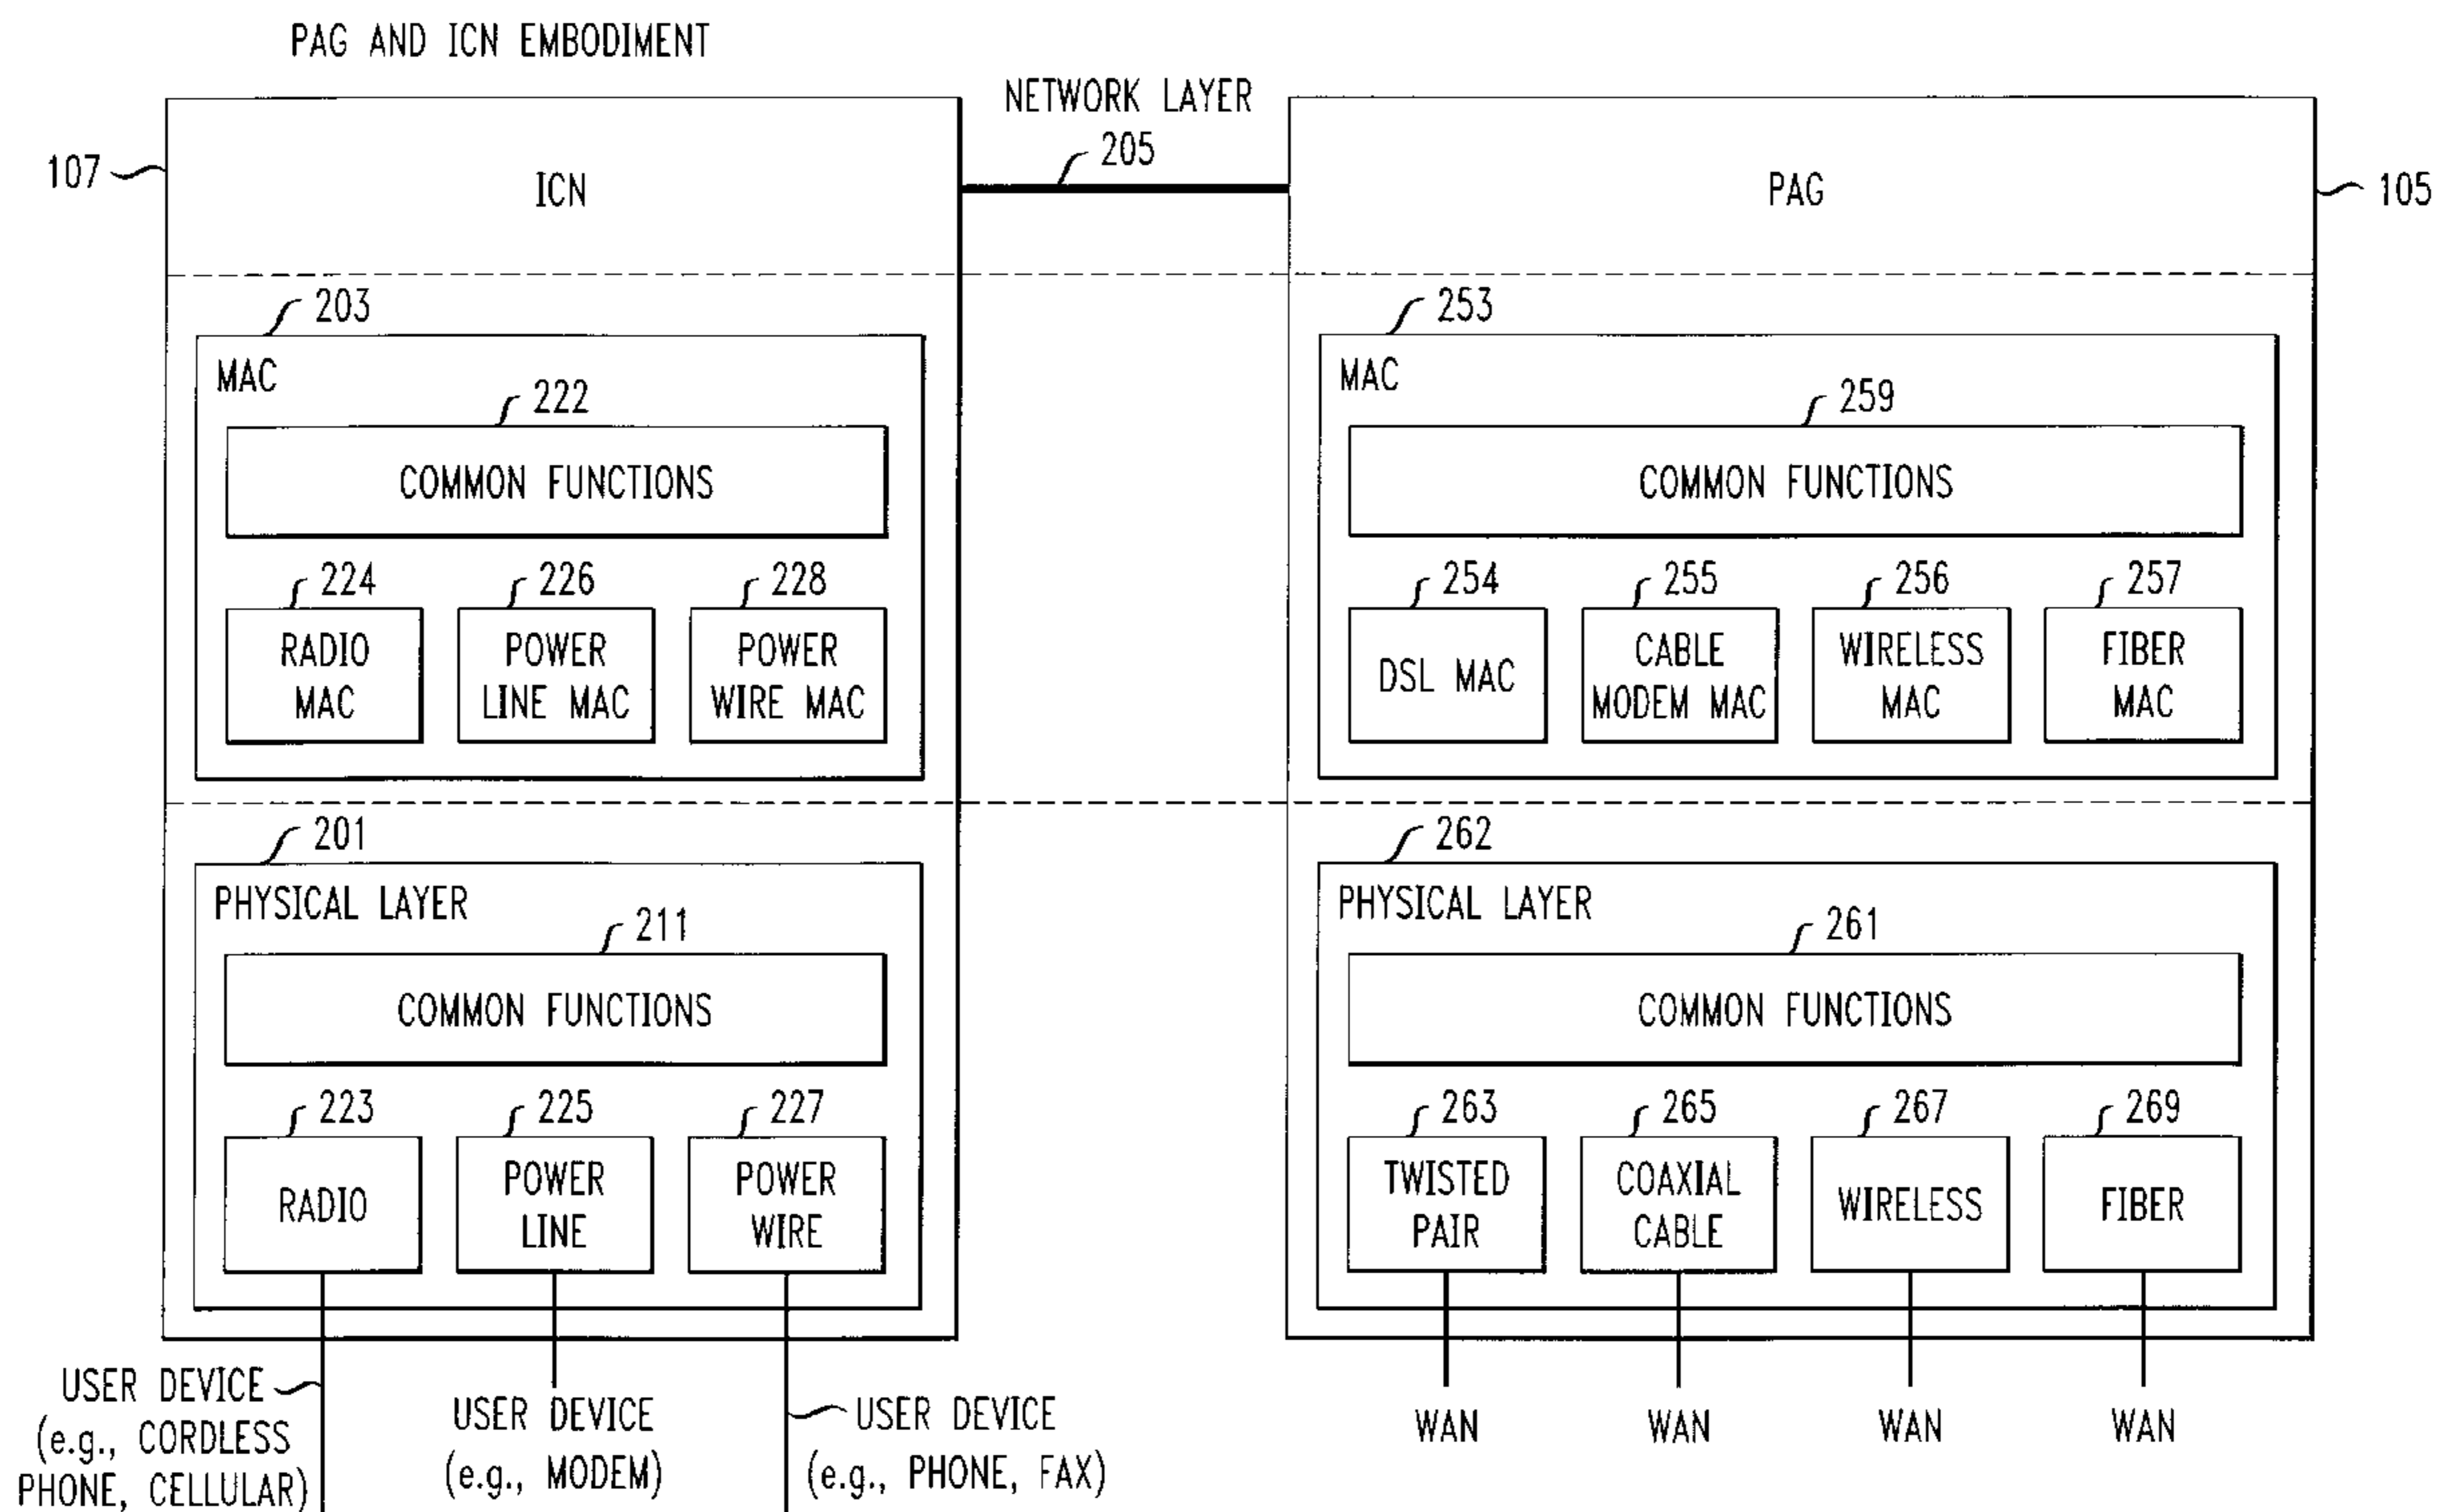 PAG AND ICN EMBODIMENT
NETWORK LAYER
205
107
ICN
PAG
105
203
MAC
222
COMMON FUNCTIONS
224
226
228
RADIO
MAC
POWER
LINE MAC
POWER
WIRE MAC
253
MAC
259
COMMON FUNCTIONS
254
255
256
257
DSL MAC
CABLE
MODEM MAC
WIRELESS
MAC
FIBER
MAC
201
PHYSICAL LAYER
211
COMMON FUNCTIONS
223
225
227
RADIO
POWER
LINE
POWER
WIRE
262
PHYSICAL LAYER
261
COMMON FUNCTIONS
263
265
267
269
TWISTED
PAIR
COAXIAL
CABLE
WIRELESS
FIBER
USER DEVICE
(e.g., CORDLESS
PHONE, CELLULAR)
USER DEVICE
(e.g., MODEM)
USER DEVICE
(e.g., PHONE, FAX)
WAN
WAN
WAN
WAN